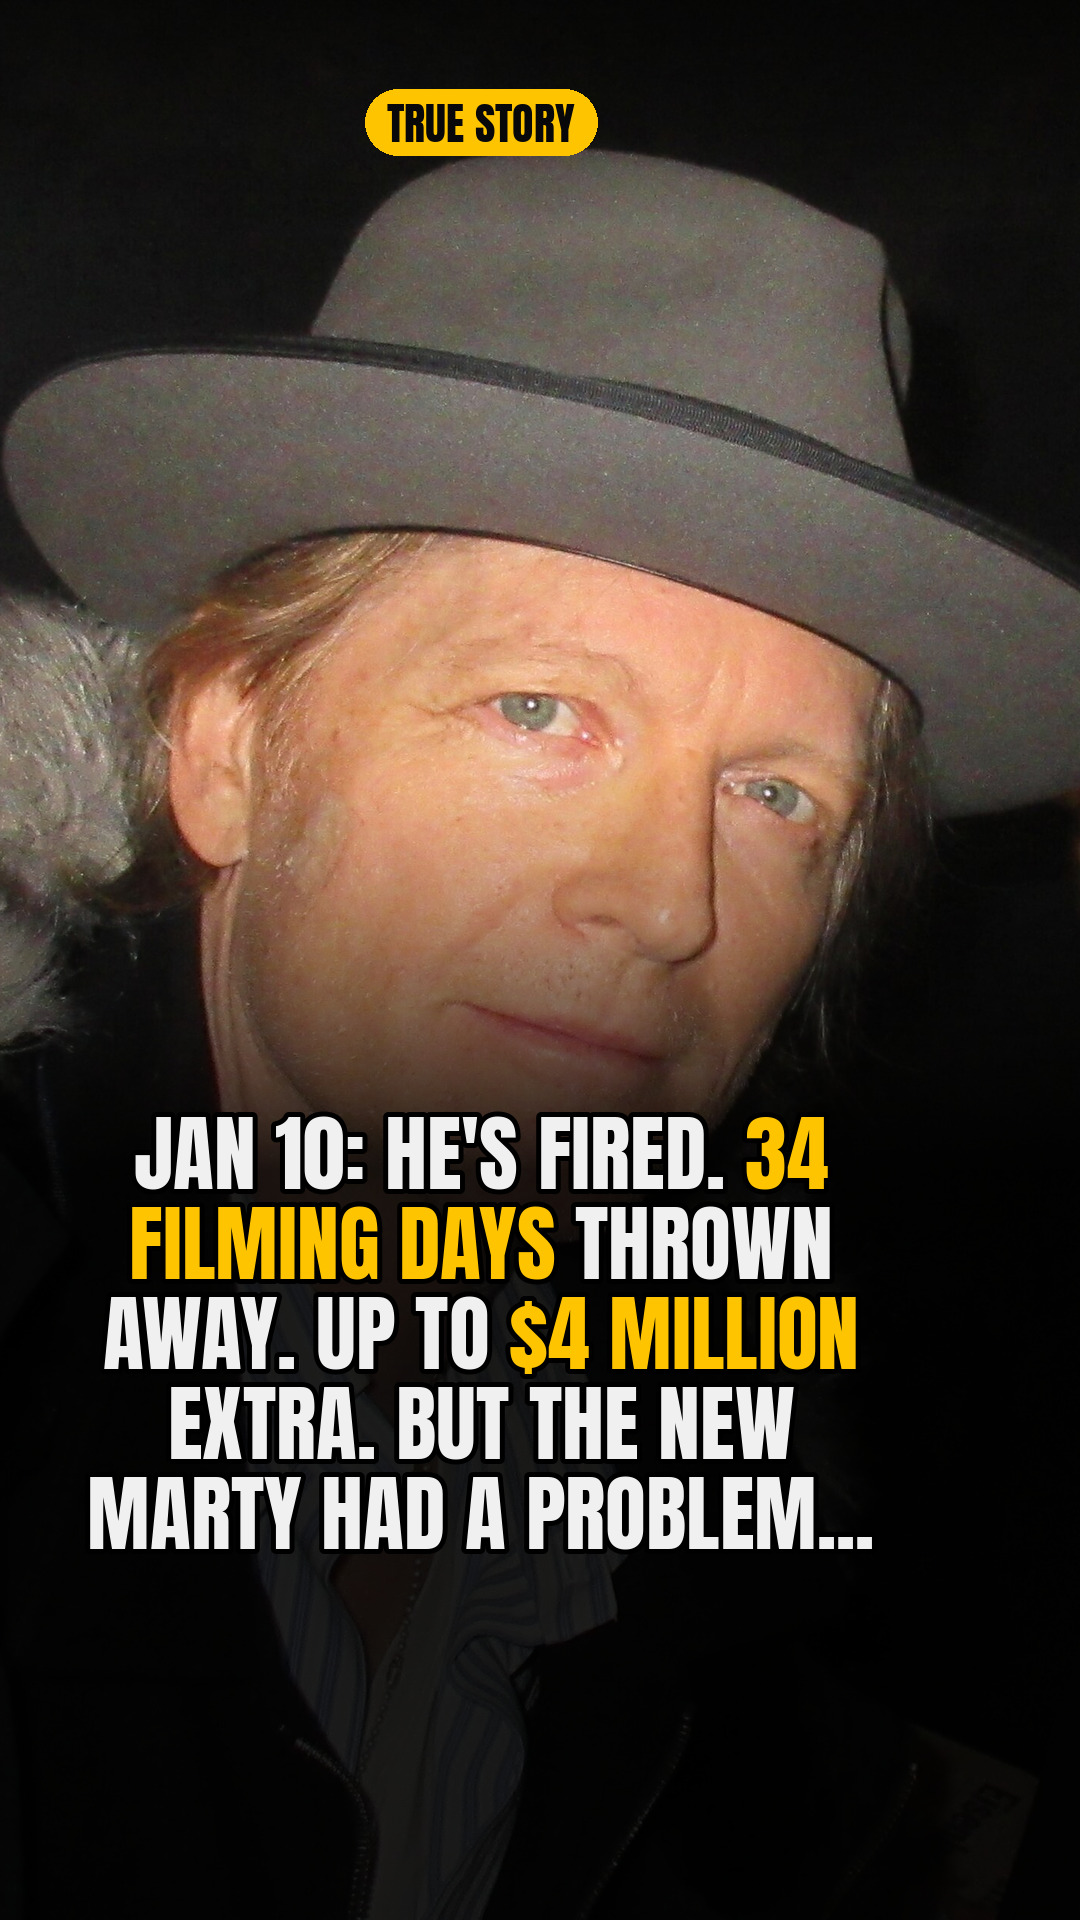 TRUE STORY
JAN 10: HE'S FIRED. 34
FILMING DAYS THROWN
AWAY. UP TO $4 MILLION
EXTRA. BUT THE NEW
MARTY HAD A PROBLEM...